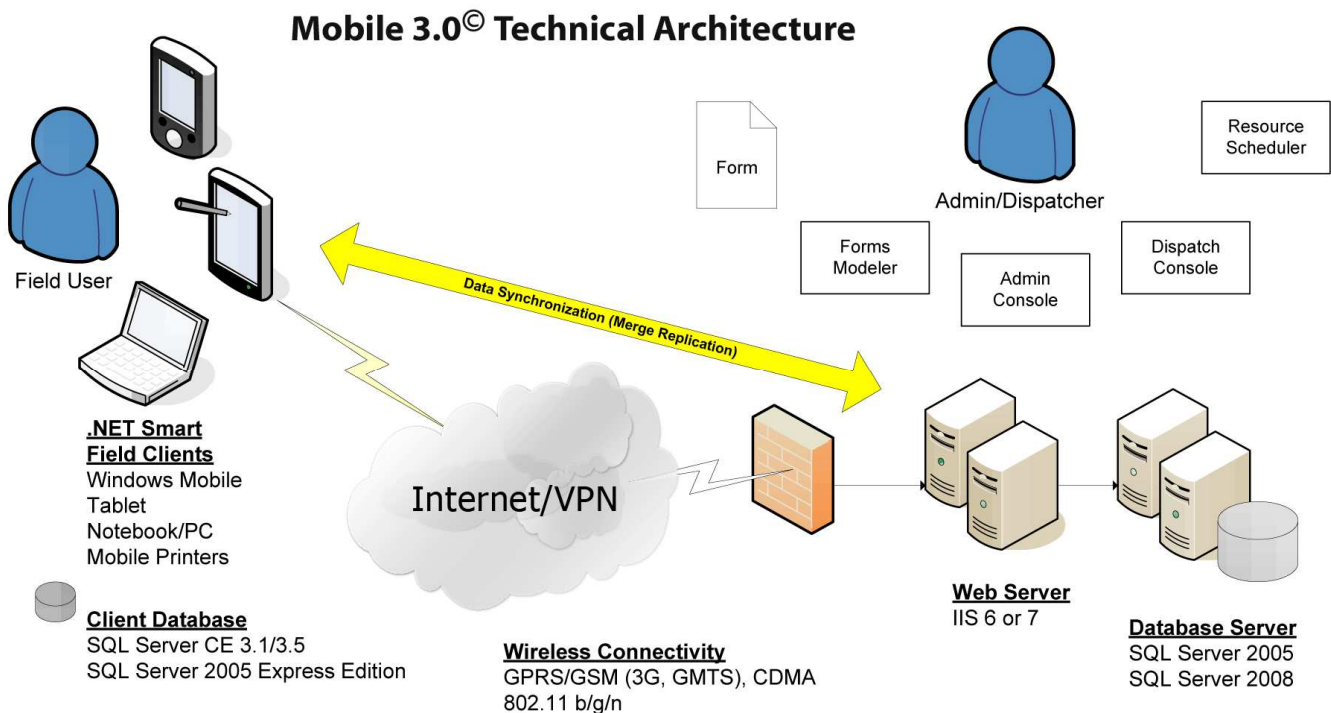 Mobile 3.0© Technical Architecture
Field User
Form
Admin/Dispatcher
Resource
Scheduler
Forms
Modeler
Admin
Console
Dispatch
Console
Data Synchronization (Merge Replication)
Internet/VPN
.NET Smart
Field Clients
Windows Mobile
Tablet
Notebook/PC
Mobile Printers
Client Database
SQL Server CE 3.1/3.5
SQL Server 2005 Express Edition
Wireless Connectivity
GPRS/GSM (3G, GMTS), CDMA
802.11 b/g/n
Web Server
IIS 6 or 7
Database Server
SQL Server 2005
SQL Server 2008